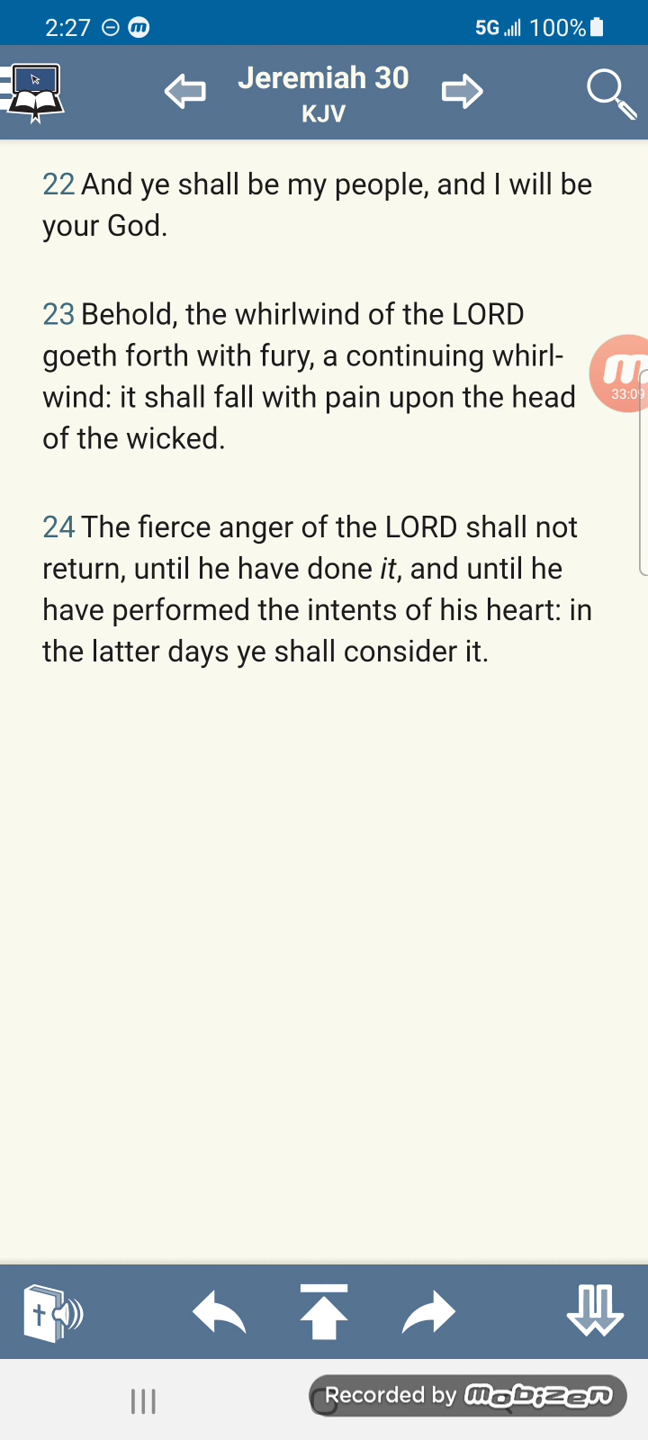 2:27
5G 100%
Jeremiah 30
KJV
22 And ye shall be my people, and I will be
your God.
23 Behold, the whirlwind of the LORD
goeth forth with fury, a continuing whirl-
wind: it shall fall with pain upon the head
of the wicked.
33:09
24 The fierce anger of the LORD shall not
return, until he have done it, and until he
have performed the intents of his heart: in
the latter days ye shall consider it.
Recorded by mobizen